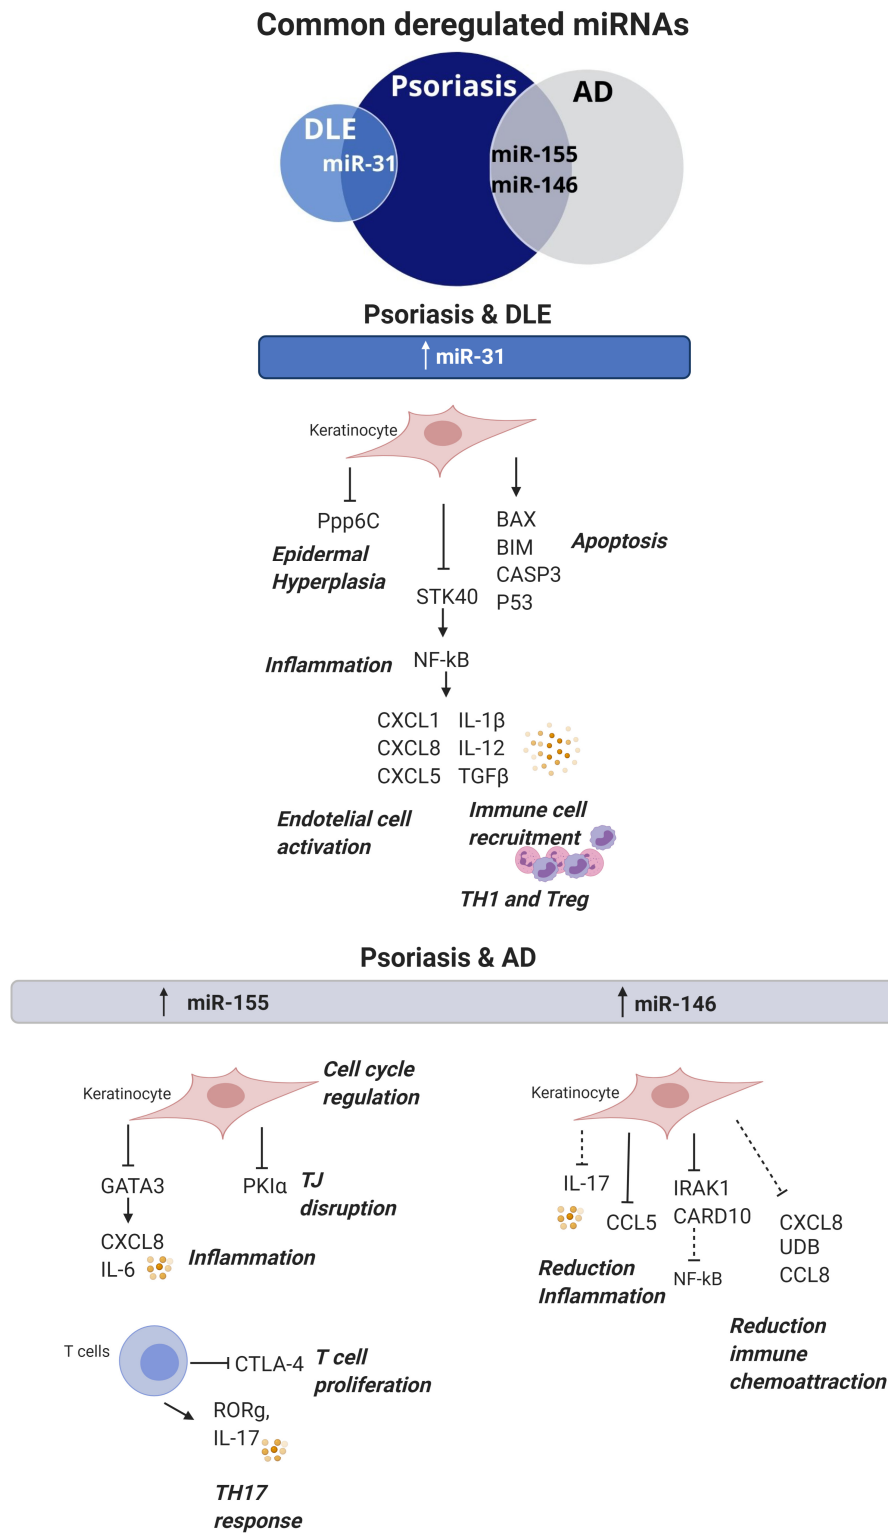 Common deregulated miRNAs
Psoriasis
AD
DLE
miR-31
miR-155
miR-146
Psoriasis & DLE
miR-31
Keratinocyte
Ppp6C
Epidermal
Hyperplasia
BAX
BIM
CASP3
P53
Apoptosis
STK40
Inflammation
NF-kB
CXCL1 IL-1β
CXCL8 IL-12
CXCL5 TGFβ
Endotelial cell
activation
Immune cell
recruitment
TH1 and Treg
Psoriasis & AD
miR-155
miR-146
Keratinocyte
Cell cycle
regulation
GATA3
PKIα
TJ
disruption
CXCL8
IL-6
Inflammation
T cells
CTLA-4
T cell
proliferation
RORg,
IL-17
TH17
response
Keratinocyte
IL-17
CCL5
IRAK1
CARD10
NF-kB
CXCL8
UDB
CCL8
Reduction
Inflammation
Reduction
immune
chemoattraction